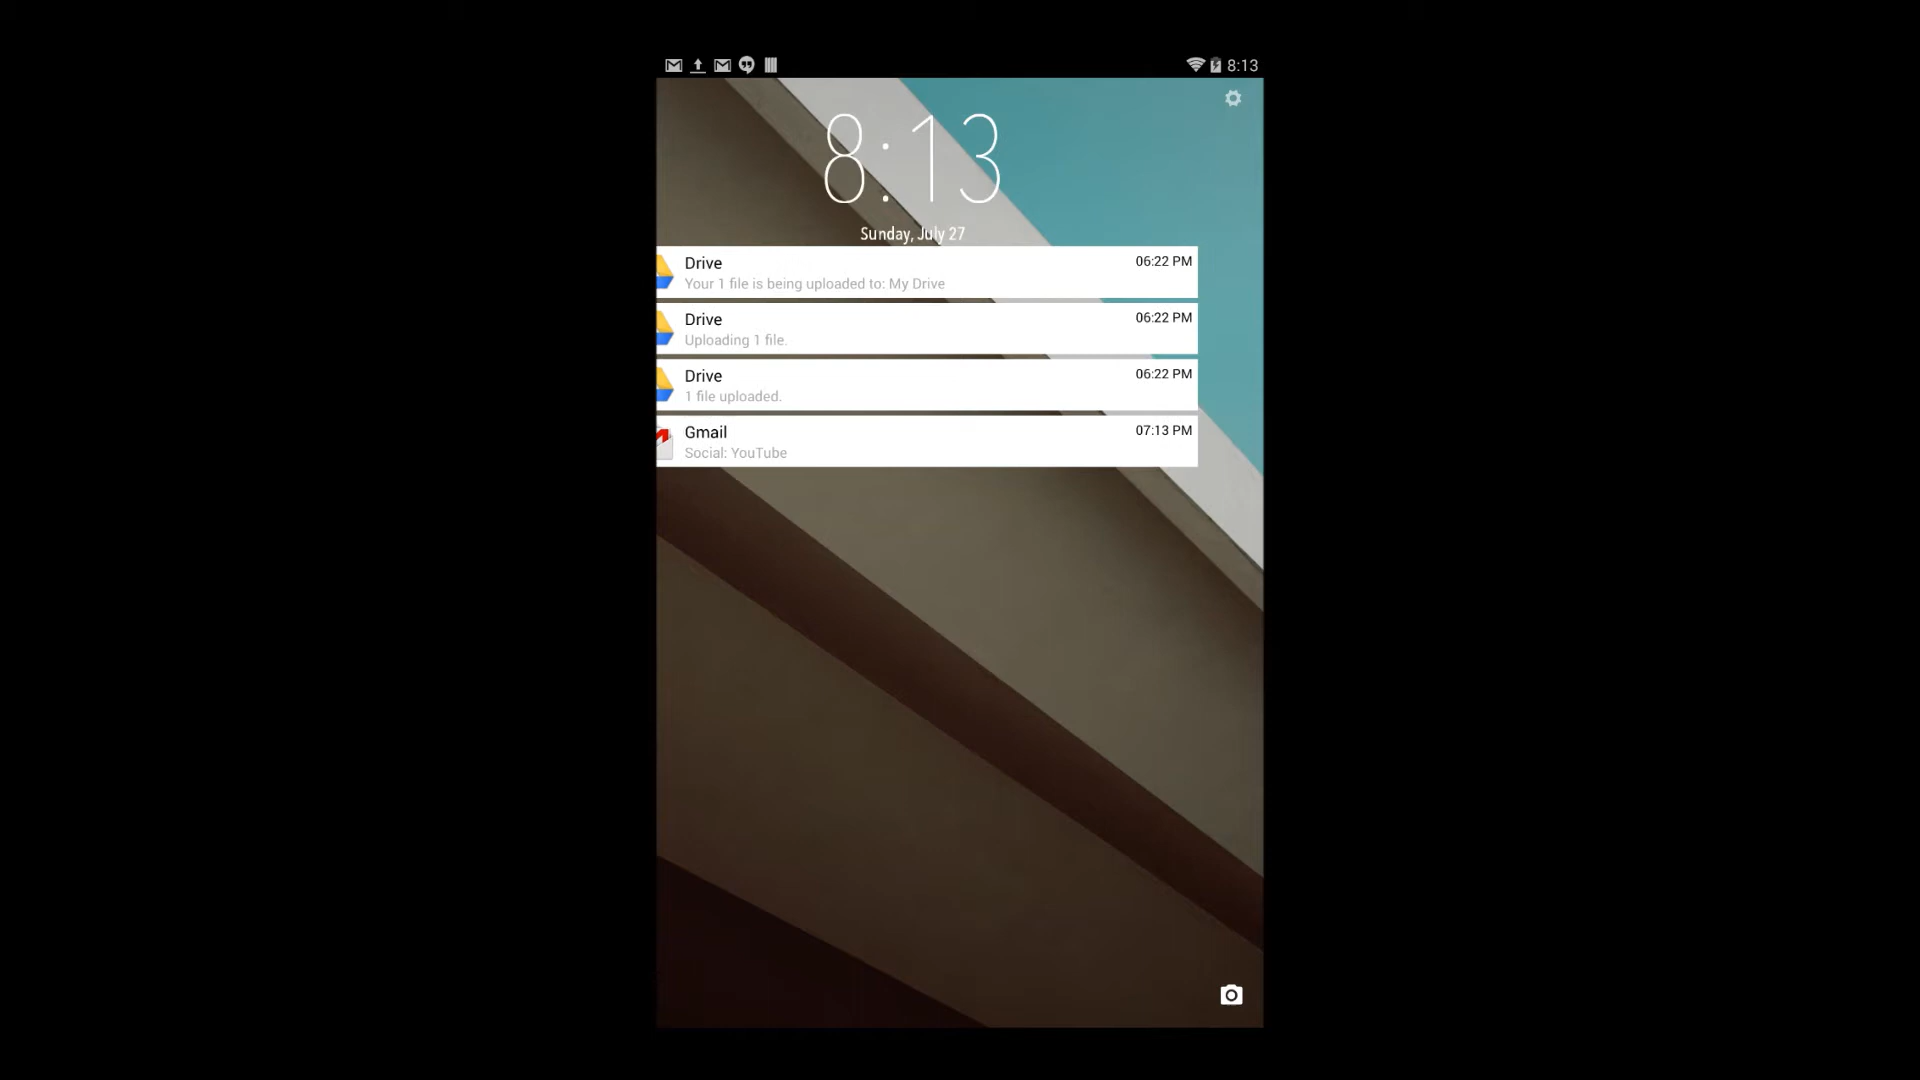 8:13
8:13
Sunday, July 27
Drive
06:22 PM
Your 1 file is being uploaded to: My Drive
Drive
06:22 PM
Uploading 1 file.
Drive
06:22 PM
1 file uploaded.
Gmail
07:13 PM
Social: YouTube